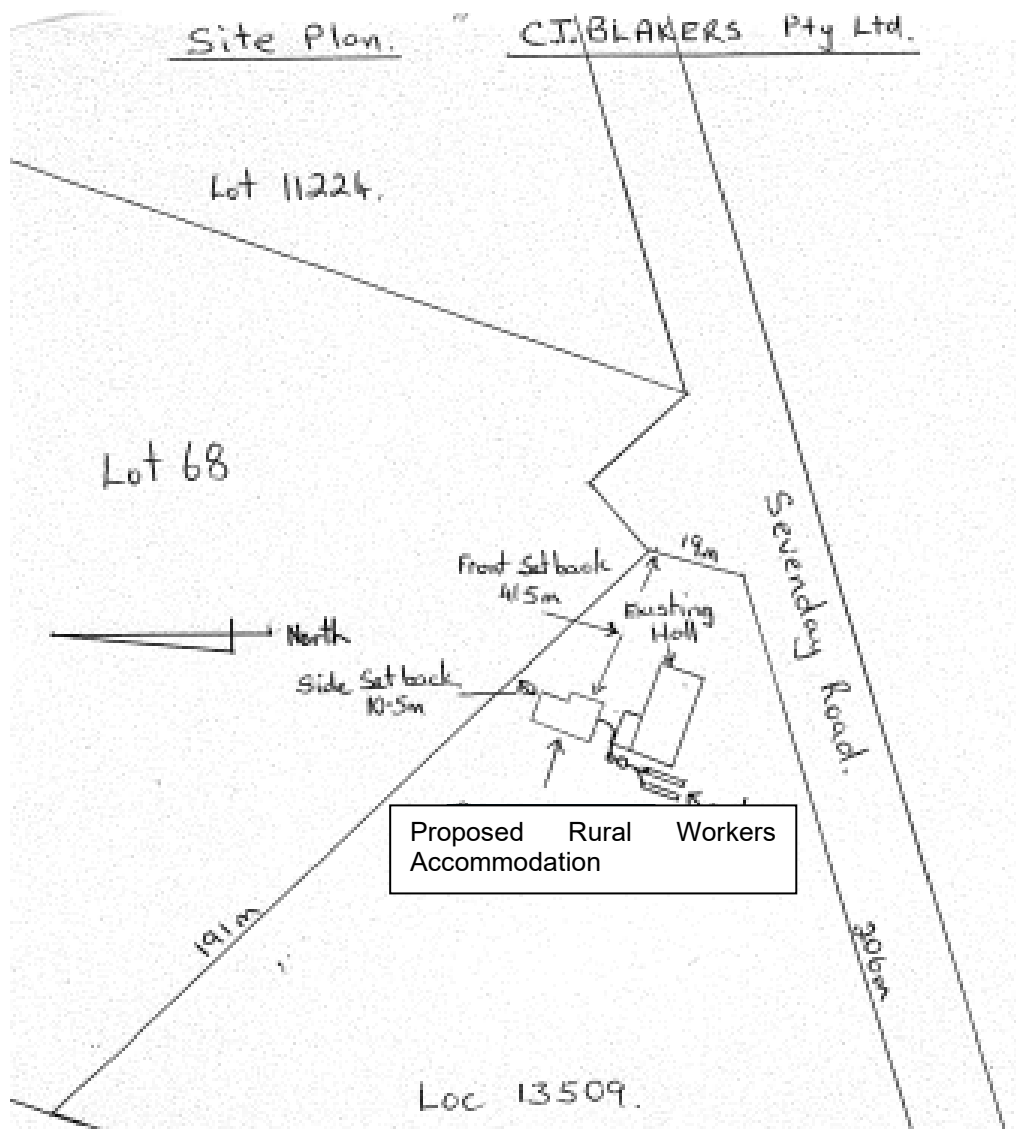 Site Plan.
C.I. BLAKERS Pty Ltd.
Lot 11224.
Lot 68
Sevenday Road.
19m
Front Setback
41.5m
Existing
Hall
North
Side Setback
10.5m
Proposed Rural Workers
Accommodation
191m
206m
Loc 13509.